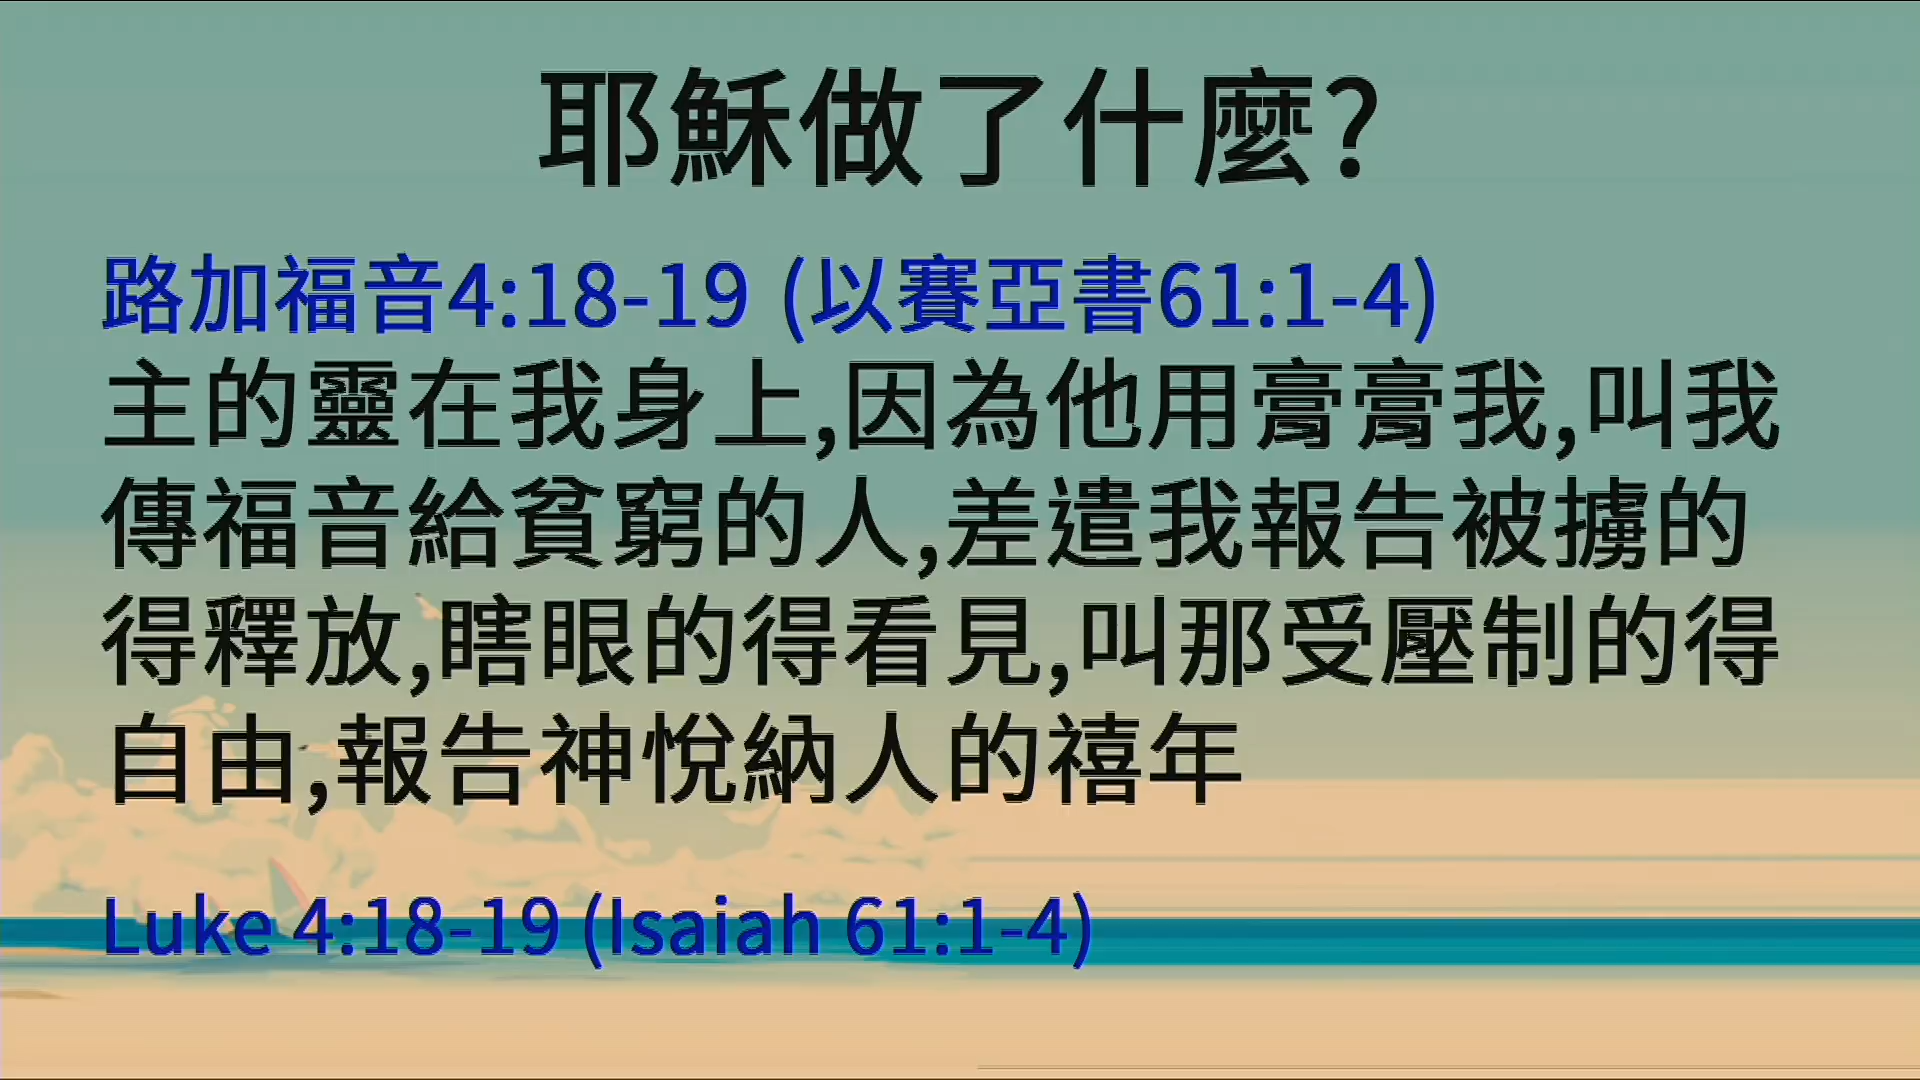 耶穌做了什麼?
路加福音4:18-19 (以賽亞書61:1-4)
主的靈在我身上,因為他用膏膏我,叫我
傳福音給貧窮的人,差遣我報告被擄的
得釋放,瞎眼的得看見,叫那受壓制的得
自由,報告神悅納人的禧年
Luke 4:18-19 (Isaiah 61:1-4)